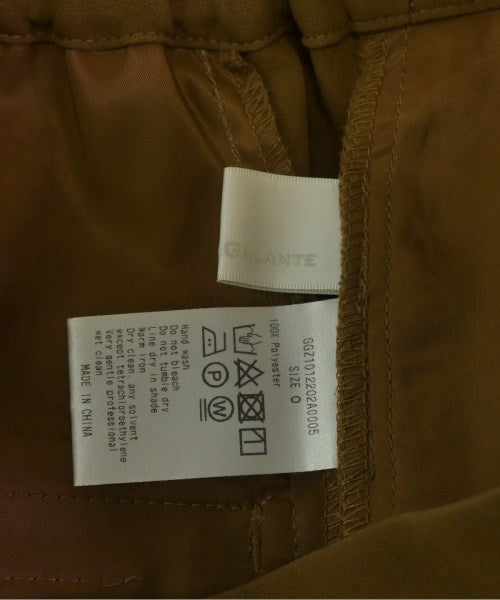 GALANTE
GGZ1012202A0005
SIZE O
100% Polyester
P W
Hand wash
Do not bleach
Do not tumble dry
Line dry in shade
Warm iron
Dry clean any solvent
except tetrachloroethylene
Very gentle professional
wet clean
MADE IN CHINA